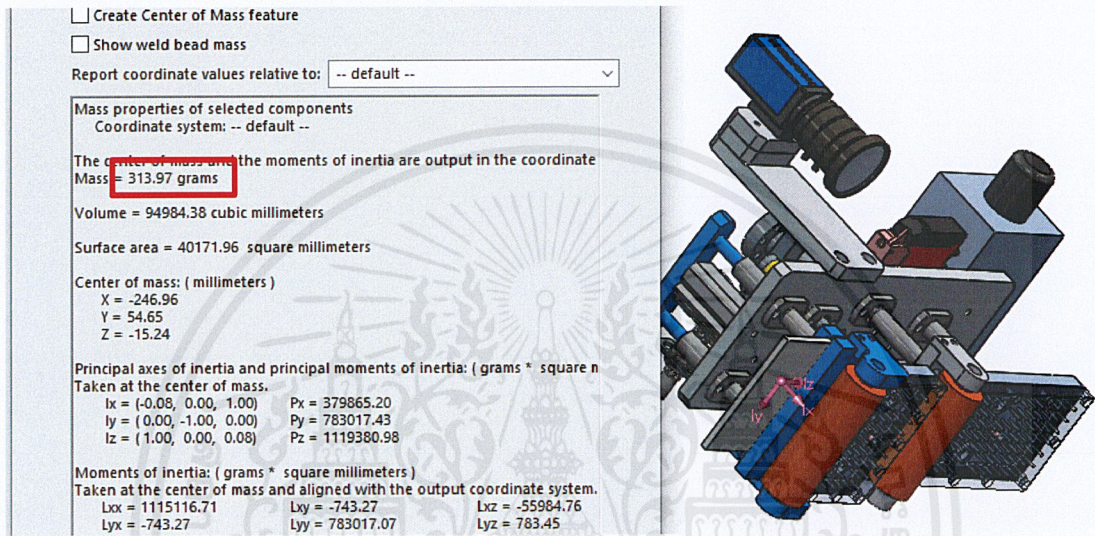 Create Center of Mass feature
Show weld bead mass
Report coordinate values relative to: -- default --
Mass properties of selected components
Coordinate system: -- default --
The center of mass and the moments of inertia are output in the coordinate
Mass = 313.97 grams
Volume = 94984.38 cubic millimeters
Surface area = 40171.96 square millimeters
Center of mass: ( millimeters )
X = -246.96
Y = 54.65
Z = -15.24
Principal axes of inertia and principal moments of inertia: ( grams * square n
Taken at the center of mass.
Ix = (-0.08, 0.00, 1.00) Px = 379865.20
Iy = ( 0.00, -1.00, 0.00) Py = 783017.43
Iz = ( 1.00, 0.00, 0.08) Pz = 1119380.98
Moments of inertia: ( grams * square millimeters )
Taken at the center of mass and aligned with the output coordinate system.
Lxx = 1115116.71 Lxy = -743.27 Lxz = -55984.76
Lyx = -743.27 Lyy = 783017.07 Lyz = 783.45
Iz
Iy
Ix